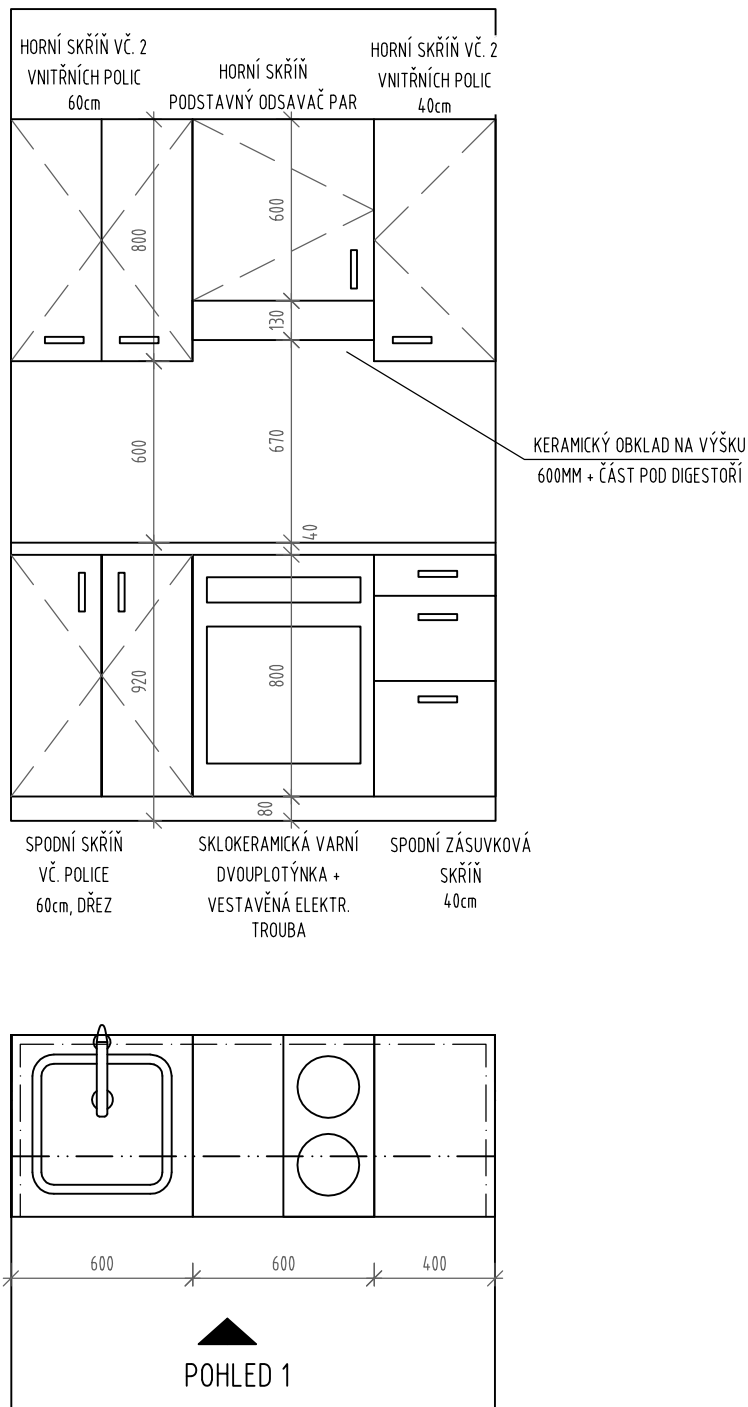 HORNÍ SKŘÍŇ VČ. 2
VNITŘNÍCH POLIC
60cm
HORNÍ SKŘÍŇ
PODSTAVNÝ ODSAVAČ PAR
HORNÍ SKŘÍŇ VČ. 2
VNITŘNÍCH POLIC
40cm
800
600
130
600
670
KERAMICKÝ OBKLAD NA VÝŠKU
600MM + ČÁST POD DIGESTOŘÍ
40
920
800
80
SPODNÍ SKŘÍŇ
VČ. POLICE
60cm, DŘEZ
SKLOKERAMICKÁ VARNÍ
DVOUPLOTÝNKA +
VESTAVĚNÁ ELEKTR.
TROUBA
SPODNÍ ZÁSUVKOVÁ
SKŘÍŇ
40cm
600
600
400
POHLED 1